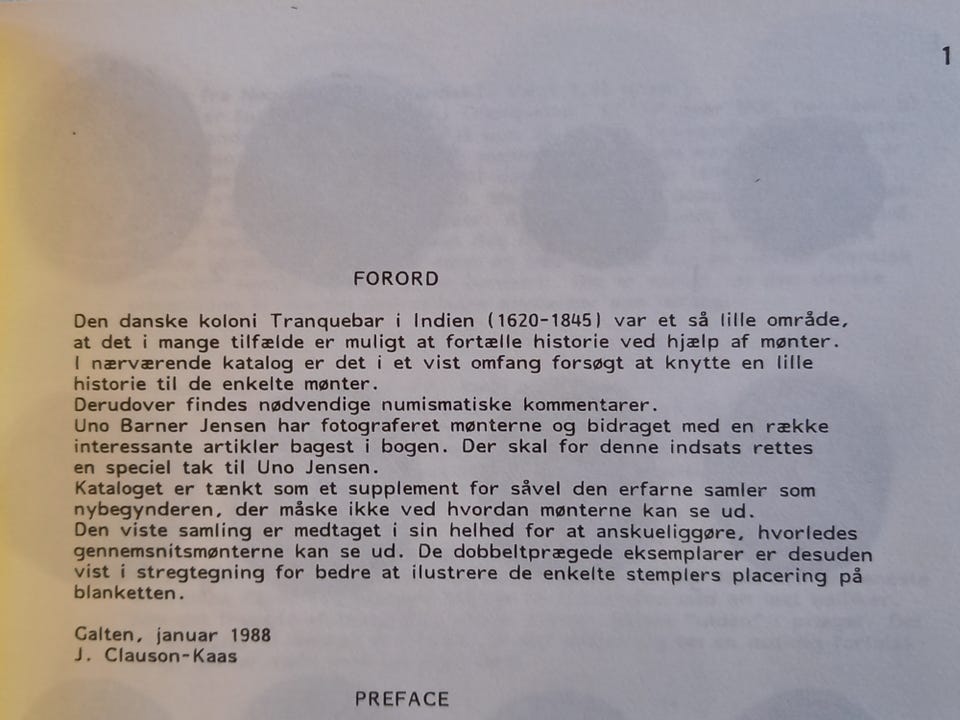 1
FORORD
Den danske koloni Tranquebar i Indien (1620-1845) var et så lille område,
at det i mange tilfælde er muligt at fortælle historie ved hjælp af mønter.
I nærværende katalog er det i et vist omfang forsøgt at knytte en lille
historie til de enkelte mønter.
Derudover findes nødvendige numismatiske kommentarer.
Uno Barner Jensen har fotograferet mønterne og bidraget med en række
interessante artikler bagest i bogen. Der skal for denne indsats rettes
en speciel tak til Uno Jensen.
Kataloget er tænkt som et supplement for såvel den erfarne samler som
nybegynderen, der måske ikke ved hvordan mønterne kan se ud.
Den viste samling er medtaget i sin helhed for at anskueliggøre, hvorledes
gennemsnitsmønterne kan se ud. De dobbeltprægede eksemplarer er desuden
vist i stregtegning for bedre at ilustrere de enkelte stemplers placering på
blanketten.
Galten, januar 1988
J. Clauson-Kaas
PREFACE